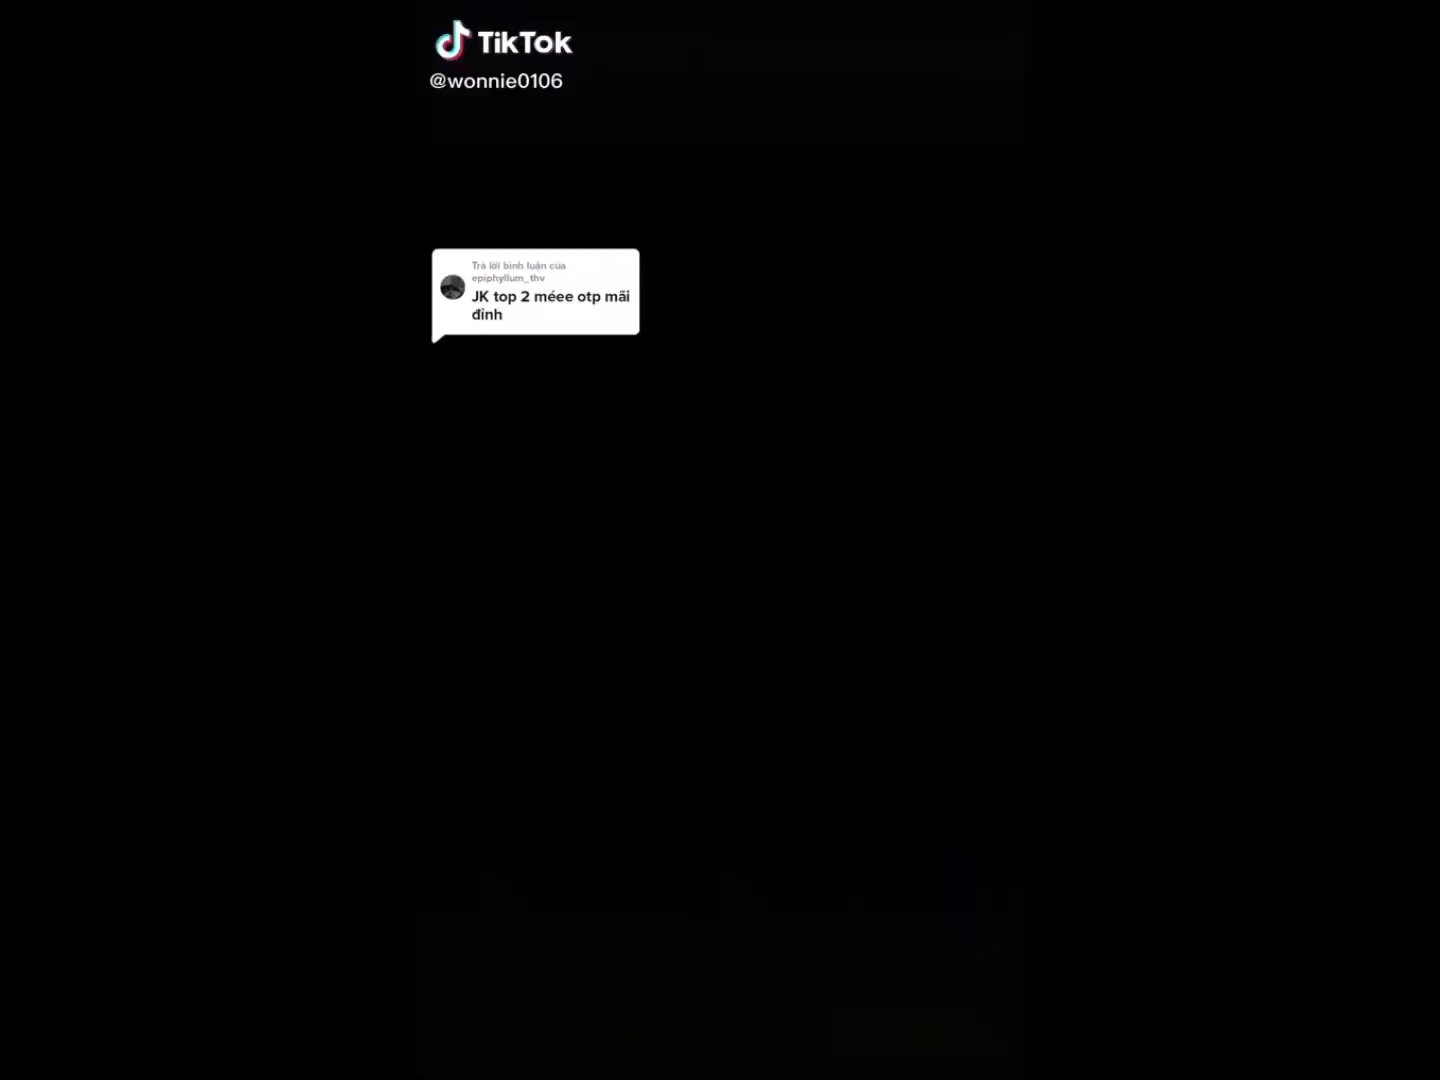 TikTok
@wonnie0106
Trả lời bình luận của
epiphyllum_thv
JK top 2 méee otp mãi
đỉnh